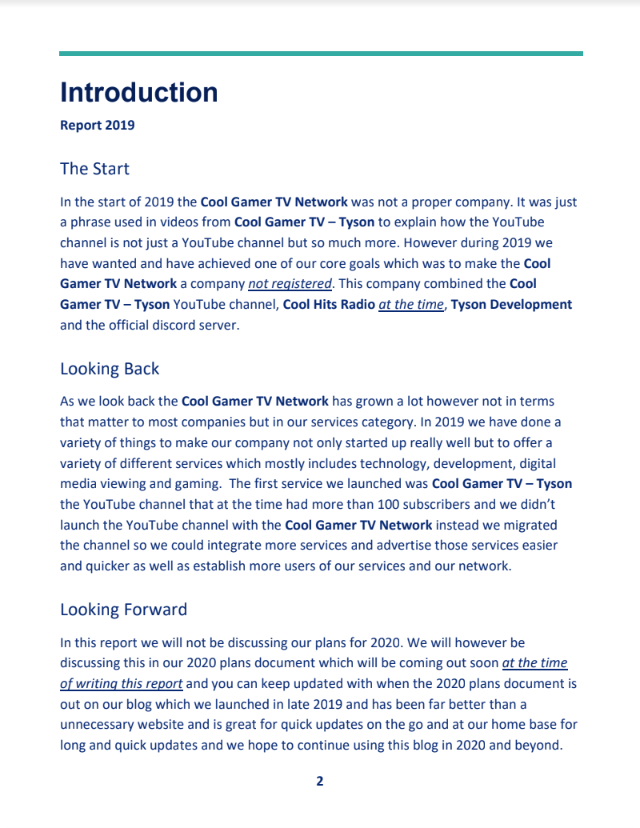 Introduction
Report 2019
The Start
In the start of 2019 the Cool Gamer TV Network was not a proper company. It was just
a phrase used in videos from Cool Gamer TV – Tyson to explain how the YouTube
channel is not just a YouTube channel but so much more. However during 2019 we
have wanted and have achieved one of our core goals which was to make the Cool
Gamer TV Network a company not registered. This company combined the Cool
Gamer TV – Tyson YouTube channel, Cool Hits Radio at the time, Tyson Development
and the official discord server.
Looking Back
As we look back the Cool Gamer TV Network has grown a lot however not in terms
that matter to most companies but in our services category. In 2019 we have done a
variety of things to make our company not only started up really well but to offer a
variety of different services which mostly includes technology, development, digital
media viewing and gaming.  The first service we launched was Cool Gamer TV – Tyson
the YouTube channel that at the time had more than 100 subscribers and we didn’t
launch the YouTube channel with the Cool Gamer TV Network instead we migrated
the channel so we could integrate more services and advertise those services easier
and quicker as well as establish more users of our services and our network.
Looking Forward
In this report we will not be discussing our plans for 2020. We will however be
discussing this in our 2020 plans document which will be coming out soon at the time
of writing this report and you can keep updated with when the 2020 plans document is
out on our blog which we launched in late 2019 and has been far better than a
unnecessary website and is great for quick updates on the go and at our home base for
long and quick updates and we hope to continue using this blog in 2020 and beyond.
2